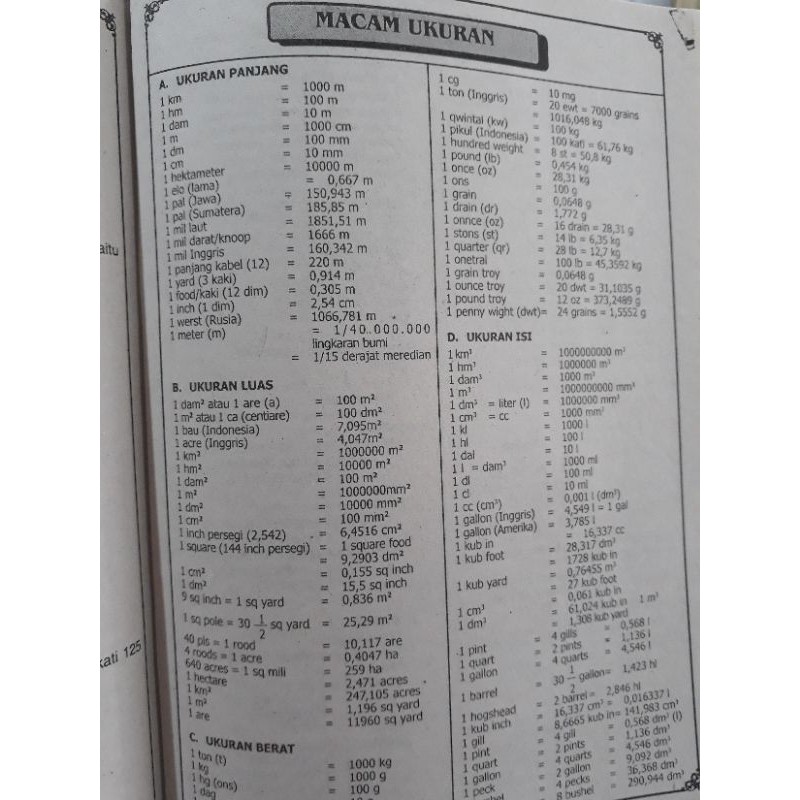 MACAM UKURAN
A. UKURAN PANJANG
1 km = 1000 m
1 hm = 100 m
1 dam = 10 m
1 m = 1000 cm
1 dm = 100 mm
1 cm = 10 mm
1 hektameter = 10000 m
1 elo (lama) = 0,667 m
1 pal (Jawa) = 150,943 m
1 pal (Sumatera) = 185,85 m
1 mil laut = 1851,51 m
1 mil darat/knoop = 1666 m
1 mil Inggris = 160,342 m
1 panjang kabel (12) = 220 m
1 yard (3 kaki) = 0,914 m
1 food/kaki (12 dim) = 0,305 m
1 inch (1 dim) = 2,54 cm
1 werst (Rusia) = 1066,781 m
1 meter (m) = 1/40.000.000
lingkaran bumi
= 1/15 derajat meredian
B. UKURAN LUAS
1 dam² atau 1 are (a) = 100 m²
1 m² atau 1 ca (centiare) = 100 dm²
1 bau (Indonesia) = 7,095m²
1 acre (Inggris) = 4,047m²
1 km² = 1000000 m²
1 hm² = 10000 m²
1 dam² = 100 m²
1 m² = 1000000mm²
1 dm² = 10000 mm²
1 cm² = 100 mm²
1 inch persegi (2,542) = 6,4516 cm²
1 square (144 inch persegi) = 1 square food
= 9,2903 dm²
1 cm² = 0,155 sq inch
1 dm² = 15,5 sq inch
9 sq inch = 1 sq yard = 0,836 m²
1 sq pole = 30 1/2 sq yard = 25,29 m²
40 pls = 1 rood = 10,117 are
4 roods = 1 acre = 0,4047 ha
640 acres = 1 sq mili = 259 ha
1 hectare = 2,471 acres
1 km² = 247,105 acres
1 m² = 1,196 sq yard
1 are = 11960 sq yard
C. UKURAN BERAT
1 ton (t) = 1000 kg
1 kg = 1000 g
1 hg (ons) = 100 g
1 dag
1 cg = 10 mg
1 ton (Inggris) = 20 ewt = 7000 grains
= 1016,048 kg
1 qwintal (kw) = 100 kg
1 pikul (Indonesia) = 100 kati = 61,76 kg
1 hundred weight = 8 st = 50,8 kg
1 pound (lb) = 0,454 kg
1 once (oz) = 28,31 kg
1 ons = 100 g
1 grain = 0,0648 g
1 drain (dr) = 1,772 g
1 onnce (oz) = 16 drain = 28,31 g
1 stons (st) = 14 lb = 6,35 kg
1 quarter (qr) = 28 lb = 12,7 kg
1 onetral = 100 lb = 45,3592 kg
1 grain troy = 0,0648 g
1 ounce troy = 20 dwt = 31,1035 g
1 pound troy = 12 oz = 373,2489 g
1 penny wight (dwt)= 24 grains = 1,5552 g
D. UKURAN ISI
1 km³ = 1000000000 m³
1 hm³ = 1000000 m³
1 dam³ = 1000 m³
1 m³ = 1000000000 mm³
1 dm³ = liter (l) = 1000000 mm³
1 cm³ = cc = 1000 mm³
1 kl = 1000 l
1 hl = 100 l
1 dal = 10 l
1 l = dam³ = 1000 ml
1 dl = 100 ml
1 cl = 10 ml
1 cc (cm³) = 0,001 l (dm³)
1 gallon (Inggris) = 4,549 l = 1 gal
1 gallon (Amerika) = 3,785 l
1 kub in = 16,337 cc
1 kub foot = 28,317 dm³
= 1728 kub in
1 kub yard = 0,76455 m³
= 27 kub foot
1 cm³ = 0,061 kub in
1 dm³ = 61,024 kub in 1 m³
= 1,308 kub yard
1 pint = 4 gills = 0,568 l
1 quart = 2 pints = 1,136 l
1 gallon = 4 quarts = 4,546 l
1 barrel = 30 1/2 gallon= 1,423 hl
1 hogshead = 2 barrel = 2,846 hl
1 kub inch = 16,337 cm³ = 0,016337 l
1 gill = 8,6665 kub in= 141,983 cm³
1 pint = 4 gill = 0,568 dm³ (l)
1 quart = 2 pints = 1,136 dm³
1 gallon = 4 quarts = 4,546 dm³
1 peck = 2 gallon = 9,092 dm³
= 4 pecks = 36,368 dm³
= 8 bushel = 290,944 dm³
aitu
kati 125